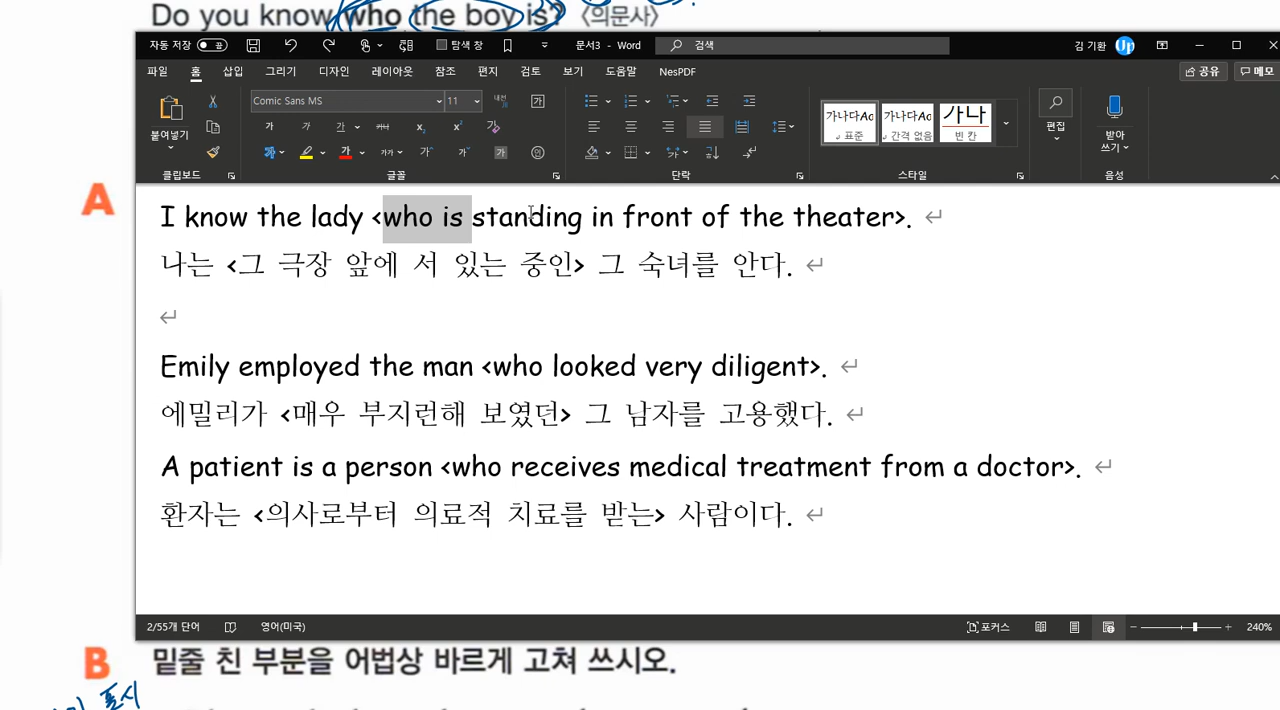 Do you know who the boy is? <의문사>
자동 저장 끔 탐색 창 문서3 - Word 검색 김 기환 Up
파일 홈 삽입 그리기 디자인 레이아웃 참조 편지 검토 보기 도움말 NesPDF 공유 메모
Comic Sans MS 11 가나다Aa 가나다Aa 가나
붙여넣기 표준 간격 없음 빈 칸 편집 받아쓰기
클립보드 글꼴 단락 스타일 음성
A
I know the lady <who is standing in front of the theater>.
나는 <그 극장 앞에 서 있는 중인> 그 숙녀를 안다.
Emily employed the man <who looked very diligent>.
에밀리가 <매우 부지런해 보였던> 그 남자를 고용했다.
A patient is a person <who receives medical treatment from a doctor>.
환자는 <의사로부터 의료적 치료를 받는> 사람이다.
2/55개 단어 영어(미국) 포커스 240%
B 밑줄 친 부분을 어법상 바르게 고쳐 쓰시오.
표시